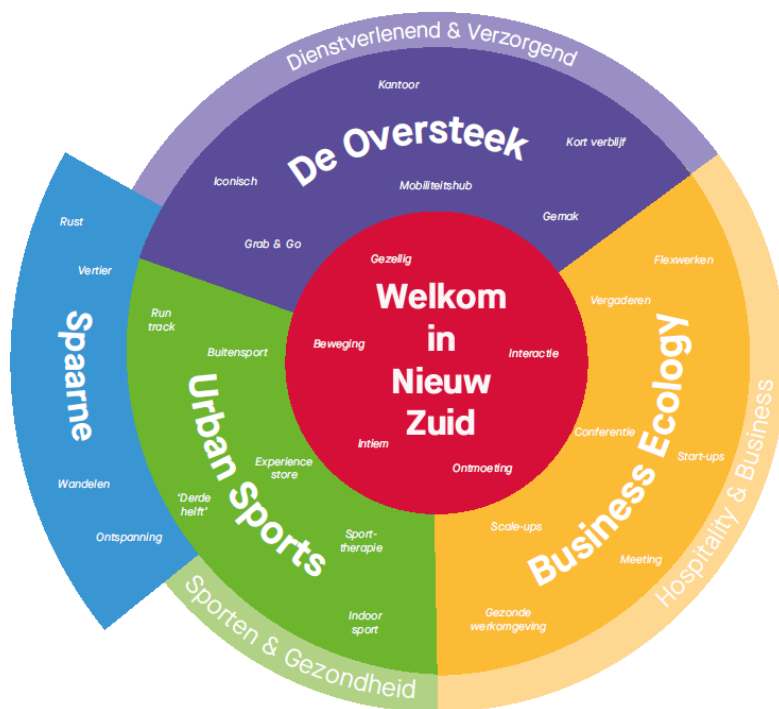 Dienstverlenend & Verzorgend
Kantoor
De Oversteek
Kort verblijf
Iconisch
Mobiliteitshub
Gemak
Grab & Go
Rust
Vertier
Spaarne
Wandelen
Ontspanning
Gezellig
Welkom
in
Nieuw
Zuid
Beweging
Interactie
Intiem
Ontmoeting
Run
track
Buitensport
Urban Sports
Experience
store
'Derde
helft'
Sport-
therapie
Indoor
sport
Sporten & Gezondheid
Flexwerken
Vergaderen
Business Ecology
Conferentie
Start-ups
Scale-ups
Meeting
Gezonde
werkomgeving
Hospitality & Business